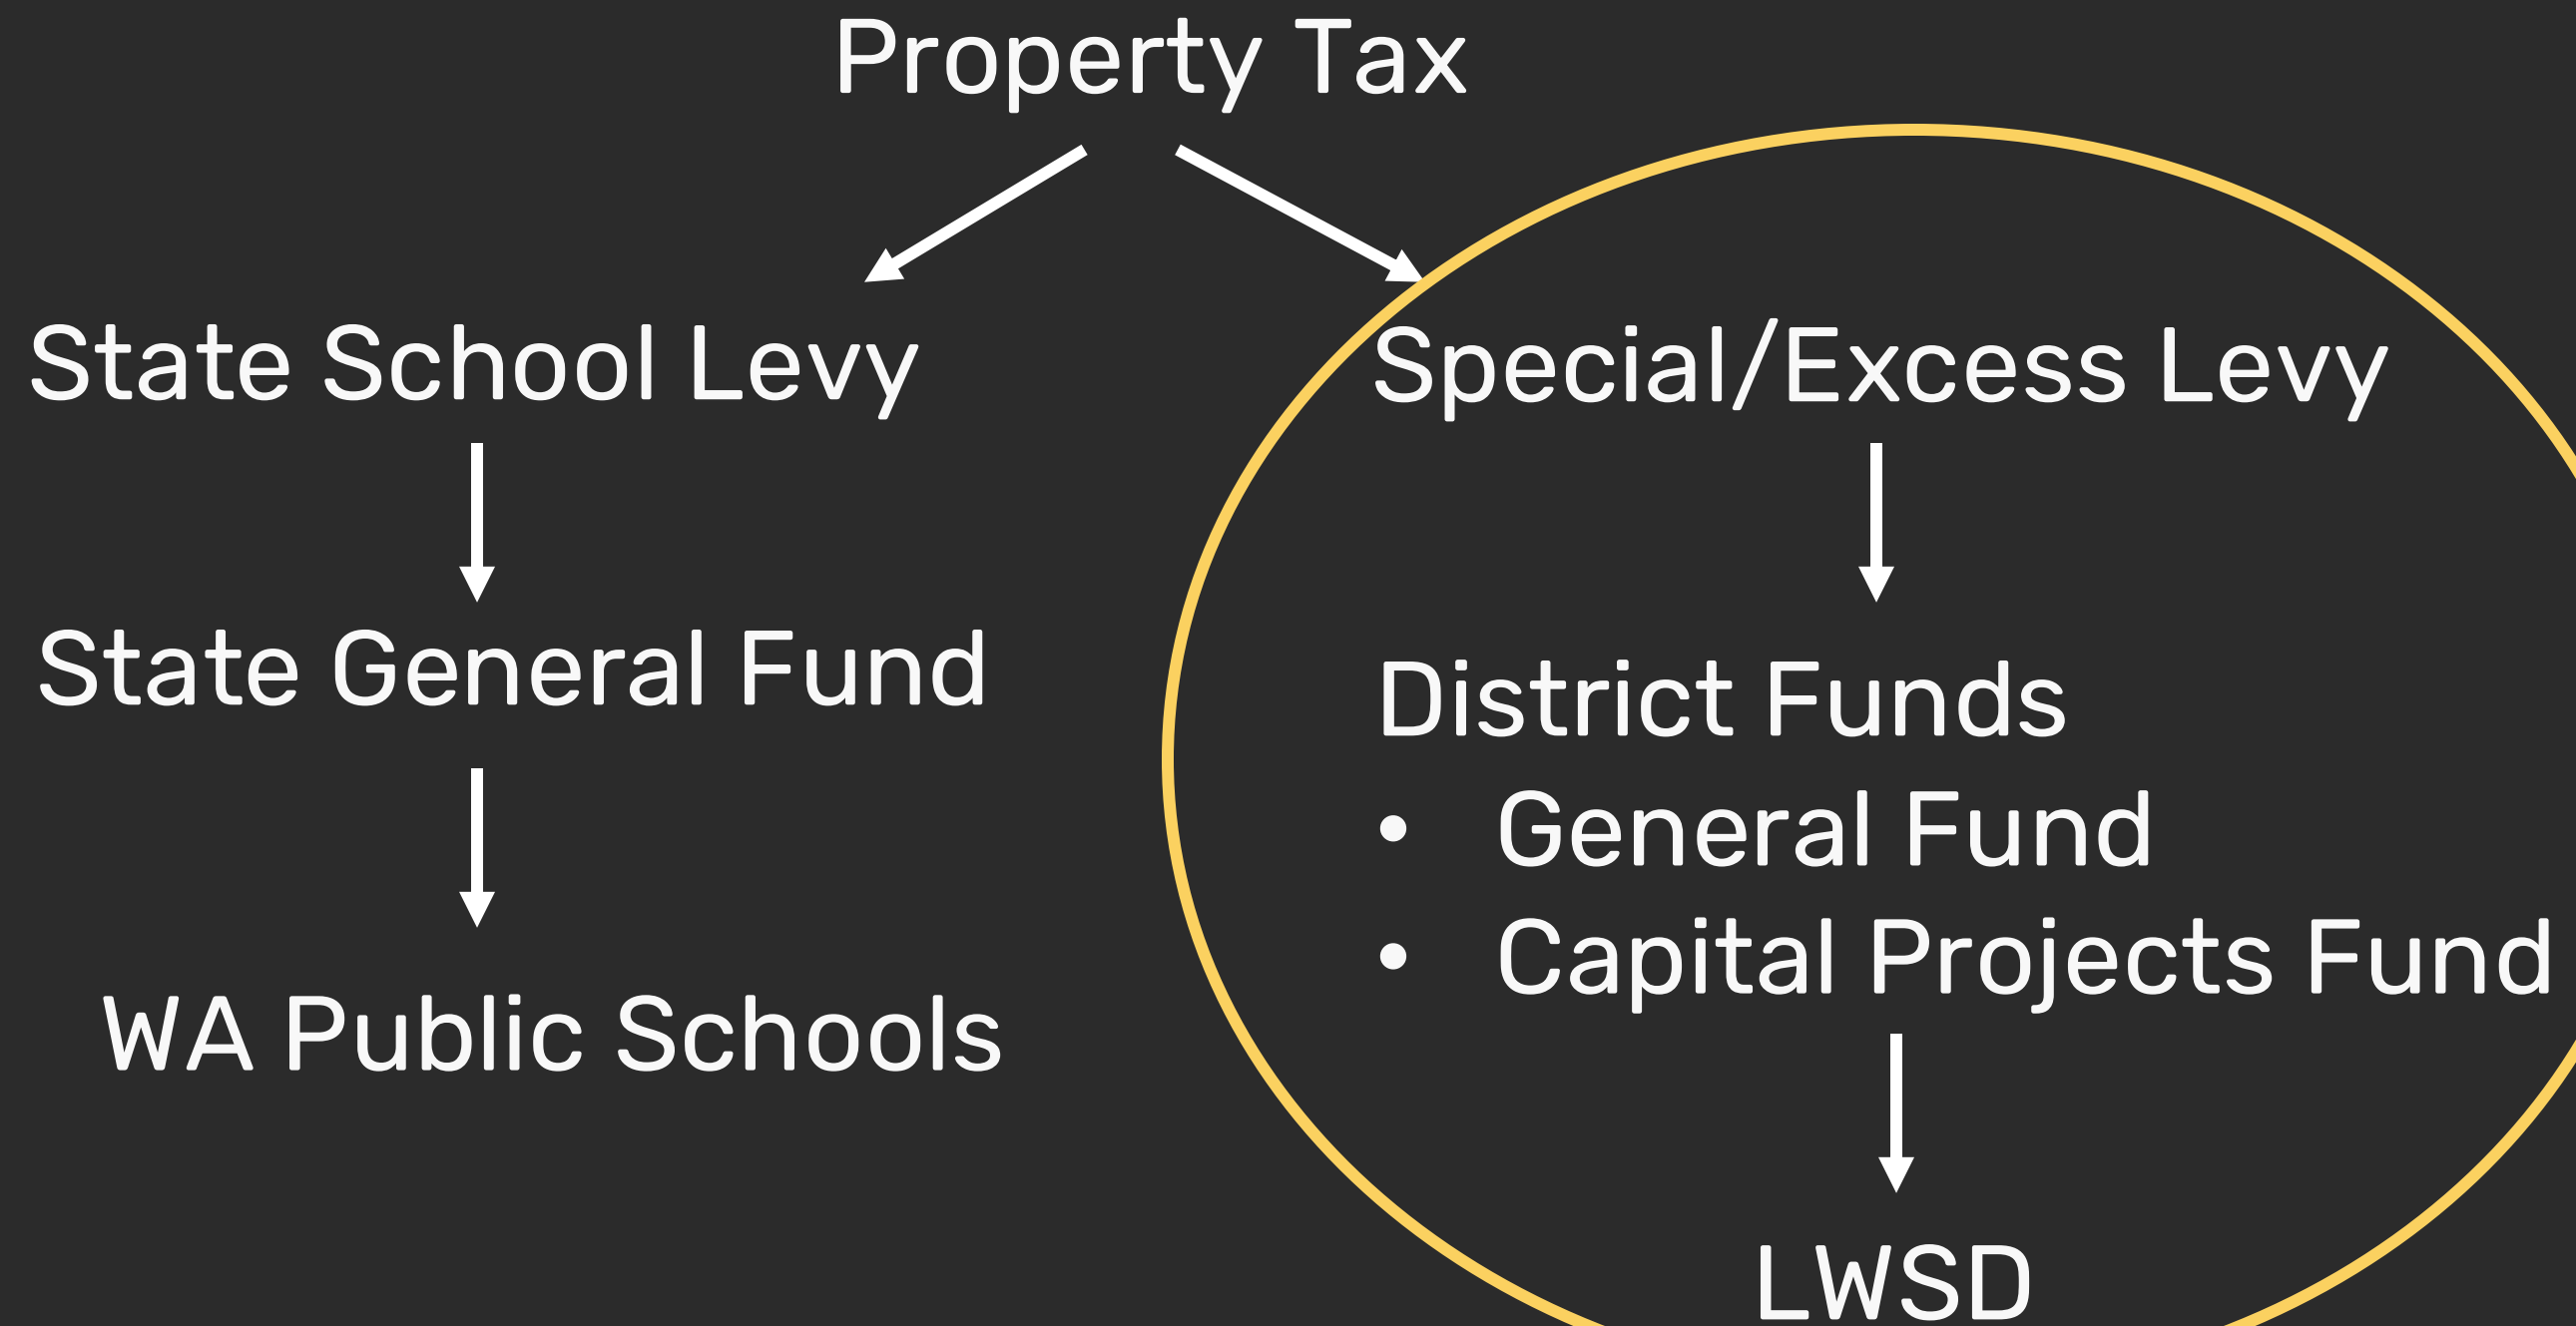 Property Tax
State School Levy
Special/Excess Levy
State General Fund
District Funds
• General Fund
• Capital Projects Fund
WA Public Schools
LWSD